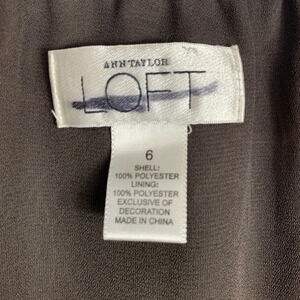 ANN TAYLOR
LOFT
6
SHELL:
100% POLYESTER
LINING:
100% POLYESTER
EXCLUSIVE OF
DECORATION
MADE IN CHINA